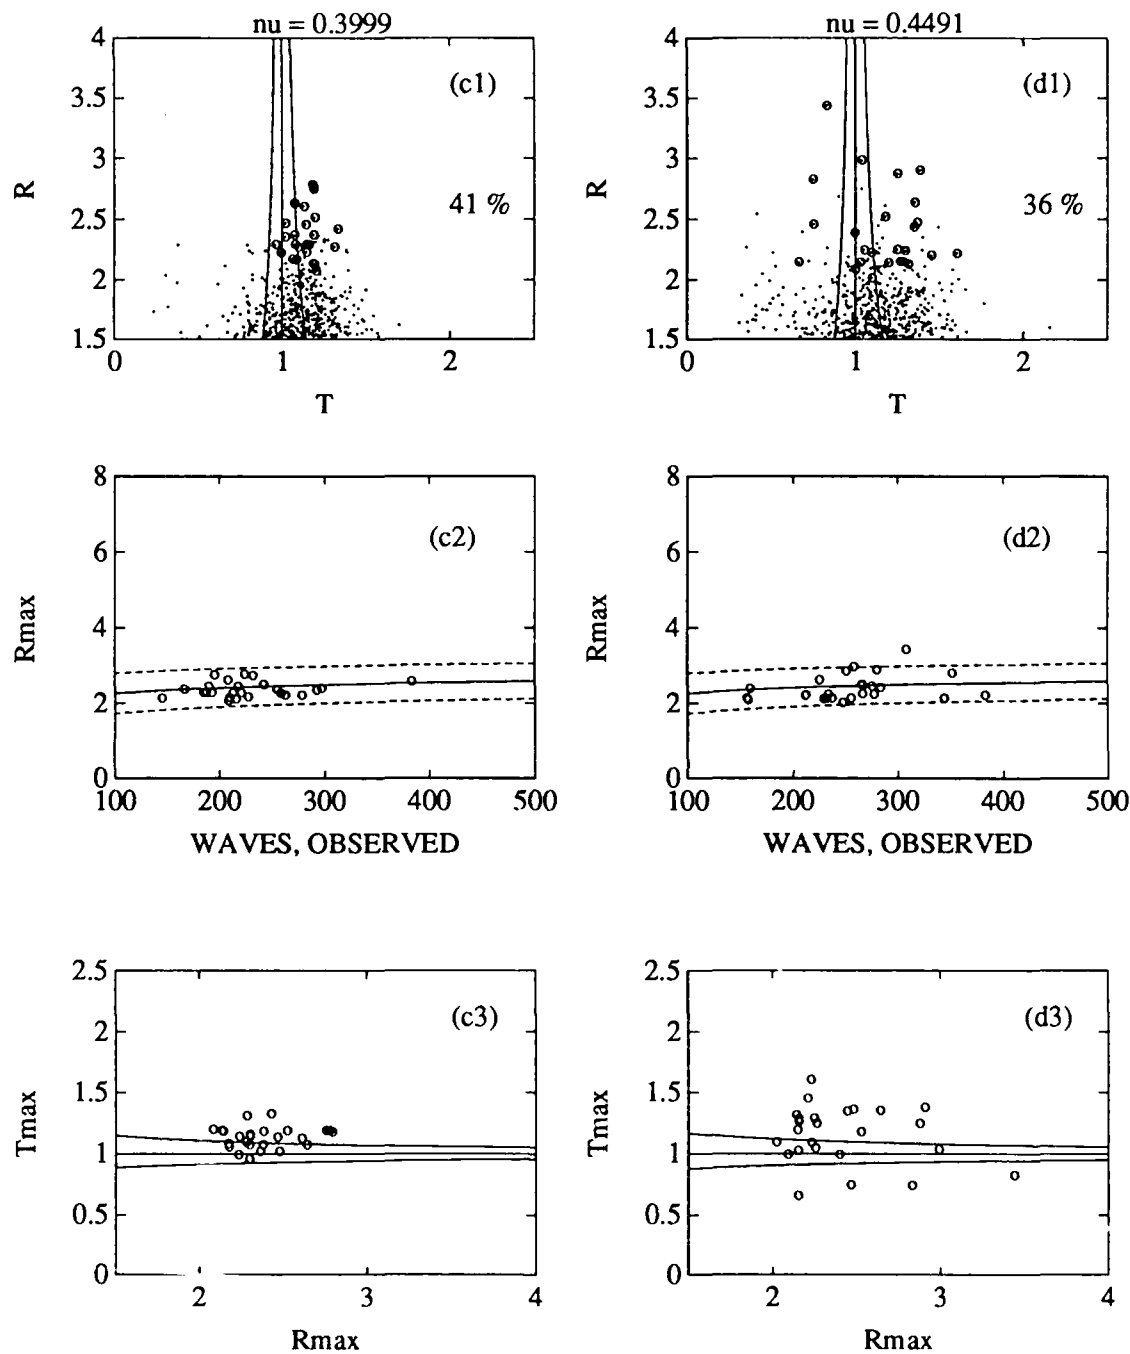 nu = 0.3999
4
3.5
3
2.5
2
1.5
R
(c1)
41 %
0
1
2
T
nu = 0.4491
4
3.5
3
2.5
2
1.5
R
(d1)
36 %
0
1
2
T
8
6
4
2
0
Rmax
(c2)
100
200
300
400
500
WAVES, OBSERVED
8
6
4
2
0
Rmax
(d2)
100
200
300
400
500
WAVES, OBSERVED
2.5
2
1.5
1
0.5
0
Tmax
(c3)
2
3
4
Rmax
2.5
2
1.5
1
0.5
0
Tmax
(d3)
2
3
4
Rmax